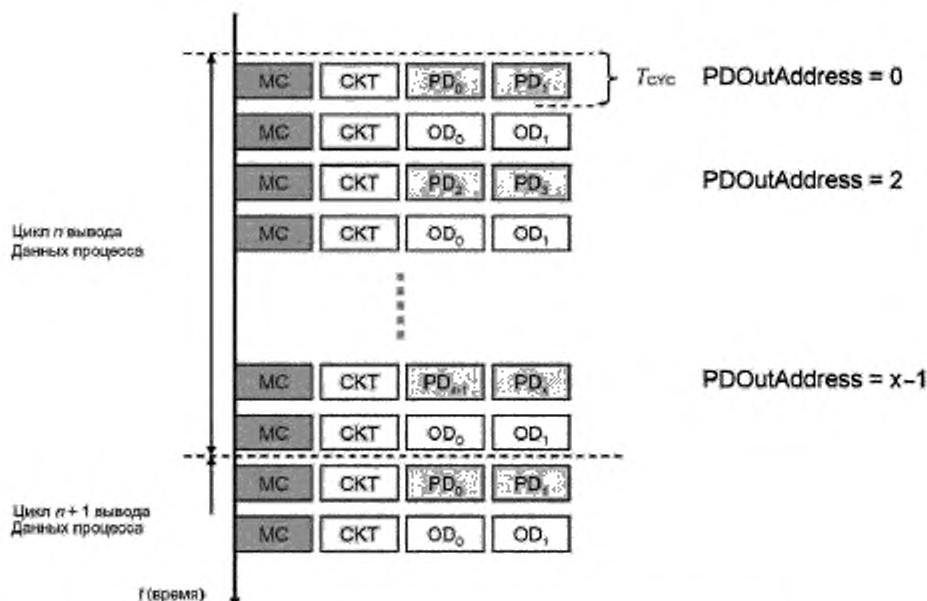 MC CKT PD₀ PD₁ Tcyc PDOutAddress = 0
MC CKT OD₀ OD₁
MC CKT PD₂ PD₃ PDOutAddress = 2
Цикл n вывода
Данных процесса
MC CKT OD₀ OD₁
MC CKT PDₓ₋₁ PDₓ PDOutAddress = x–1
MC CKT OD₀ OD₁
MC CKT PD₀ PD₁
Цикл n + 1 вывода
Данных процесса
MC CKT OD₀ OD₁
t (время)